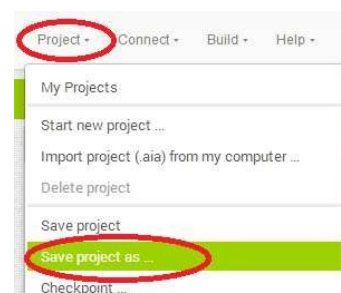 Project Connect Build Help
My Projects
Start new project ...
Import project (.aia) from my computer ...
Delete project
Save project
Save project as ...
Checkpoint ...